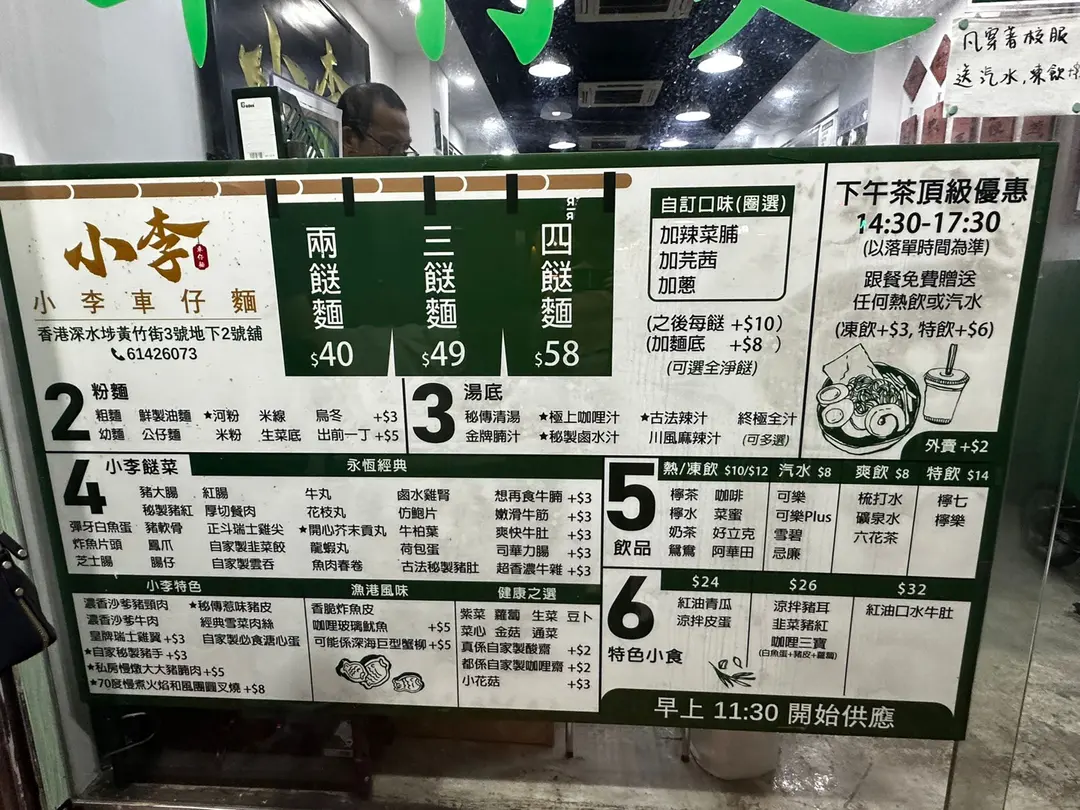 凡穿着校服
送汽水,凍飲
小李
小李
車仔麵
小李車仔麵
香港深水埗黃竹街3號地下2號舖
61426073
兩餸麵
$40
三餸麵
$49
四餸麵
$58
自訂口味(圈選)
加辣菜脯
加芫茜
加蔥
(之後每餸 +$10)
(加麵底 +$8 )
(可選全淨餸)
下午茶頂級優惠
14:30-17:30
(以落單時間為準)
跟餐免費贈送
任何熱飲或汽水
(凍飲+$3, 特飲+$6)
外賣 +$2
2 粉麵
粗麵 鮮製油麵 ★河粉 米線 烏冬 +$3
幼麵 公仔麵 米粉 生菜底 出前一丁 +$5
3 湯底
秘傳清湯 ★極上咖哩汁 ★古法辣汁 終極全汁
金牌腩汁 ★秘製鹵水汁 川風麻辣汁 (可多選)
4 小李餸菜
永恆經典
豬大腸 紅腸 牛丸 鹵水雞腎 想再食牛腩 +$3
秘製豬紅 厚切餐肉 花枝丸 仿鮑片 嫩滑牛筋 +$3
彈牙白魚蛋 豬軟骨 正斗瑞士雞尖 ★開心芥末貢丸 牛柏葉 爽快牛肚 +$3
炸魚片頭 鳳爪 自家製韭菜餃 龍蝦丸 荷包蛋 司華力腸 +$3
芝士腸 腸仔 自家製雲吞 魚肉春卷 古法秘製豬肚 超香濃牛雜 +$3
小李特色
濃香沙爹豬頸肉 ★秘傳惹味豬皮
濃香沙爹牛肉 經典雪菜肉絲
皇牌瑞士雞翼 +$3 自家製必食溏心蛋
★自家秘製豬手 +$3
★私房慢燉大大豬腩肉 +$5
★70度慢煮火焰和風團圓叉燒 +$8
漁港風味
香脆炸魚皮
咖哩玻璃魷魚 +$5
可能係深海巨型蟹柳 +$5
健康之選
紫菜 蘿蔔 生菜 豆卜
菜心 金菇 通菜
真係自家製酸齋 +$2
都係自家製咖哩齋 +$2
小花菇 +$3
5 飲品
熱/凍飲 $10/$12 汽水 $8 爽飲 $8 特飲 $14
檸茶 咖啡 可樂 梳打水 檸七
檸水 菜蜜 可樂Plus 礦泉水 檸樂
奶茶 好立克 雪碧 六花茶
鴛鴦 阿華田 忌廉
6 特色小食
$24
紅油青瓜
涼拌皮蛋
$26
涼拌豬耳
韭菜豬紅
咖哩三寶
(白魚蛋+豬皮+蘿蔔)
$32
紅油口水牛肚
早上 11:30 開始供應